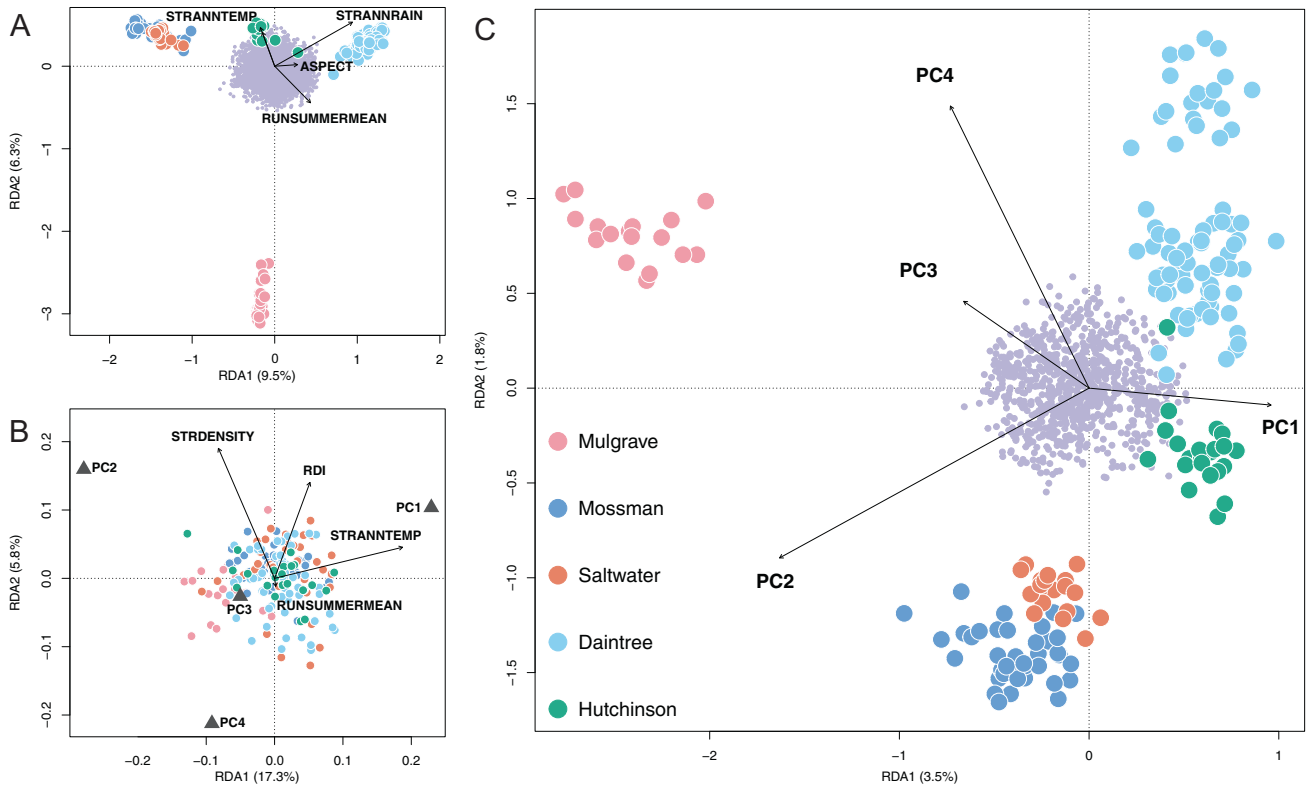 A
STRANNTEMP
STRANNRAIN
ASPECT
RUNSUMMERMEAN
0
−1
−2
−3
RDA2 (6.3%)
−2
−1
0
1
2
RDA1 (9.5%)
B
STRDENSITY
RDI
PC2
PC1
STRANNTEMP
PC3
RUNSUMMERMEAN
PC4
0.2
0.1
0.0
−0.1
−0.2
RDA2 (5.8%)
−0.2
−0.1
0.0
0.1
0.2
RDA1 (17.3%)
C
PC4
PC3
PC1
PC2
1.5
1.0
0.5
0.0
−0.5
−1.0
−1.5
RDA2 (1.8%)
Mulgrave
Mossman
Saltwater
Daintree
Hutchinson
−2
−1
0
1
RDA1 (3.5%)